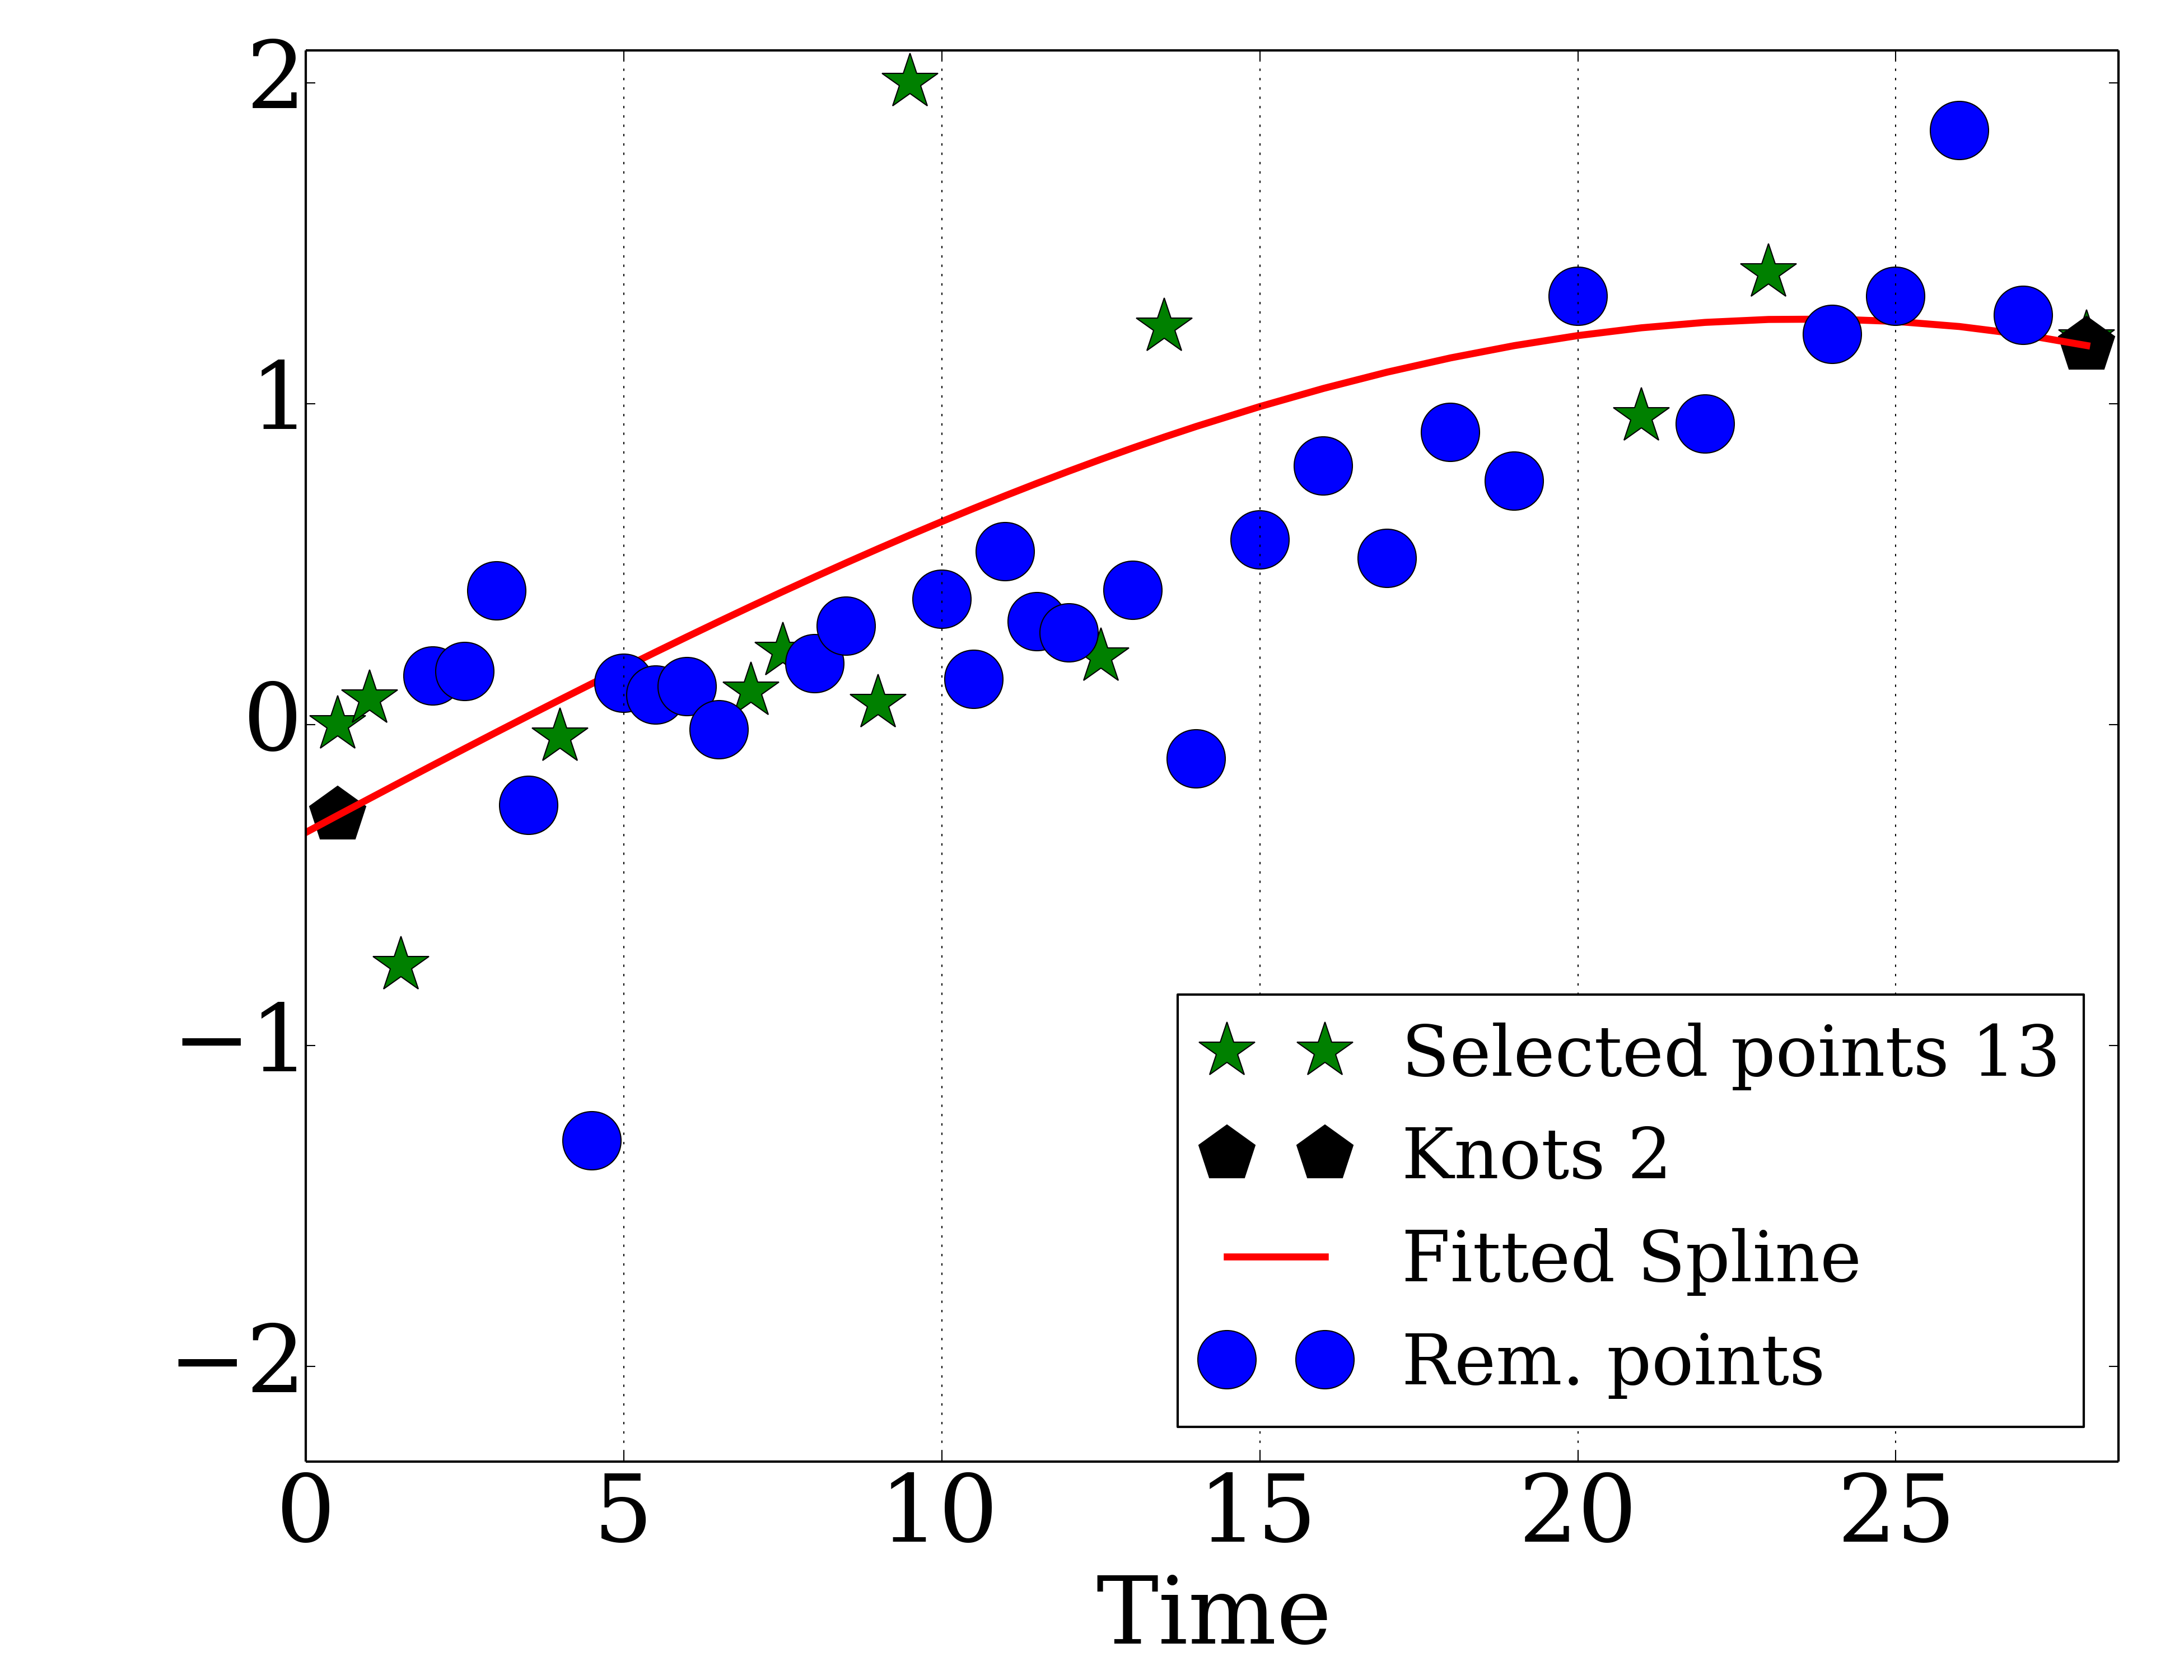 2
1
0
−1
−2
Selected points 13
Knots 2
Fitted Spline
Rem. points
0 5 10 15 20 25
Time